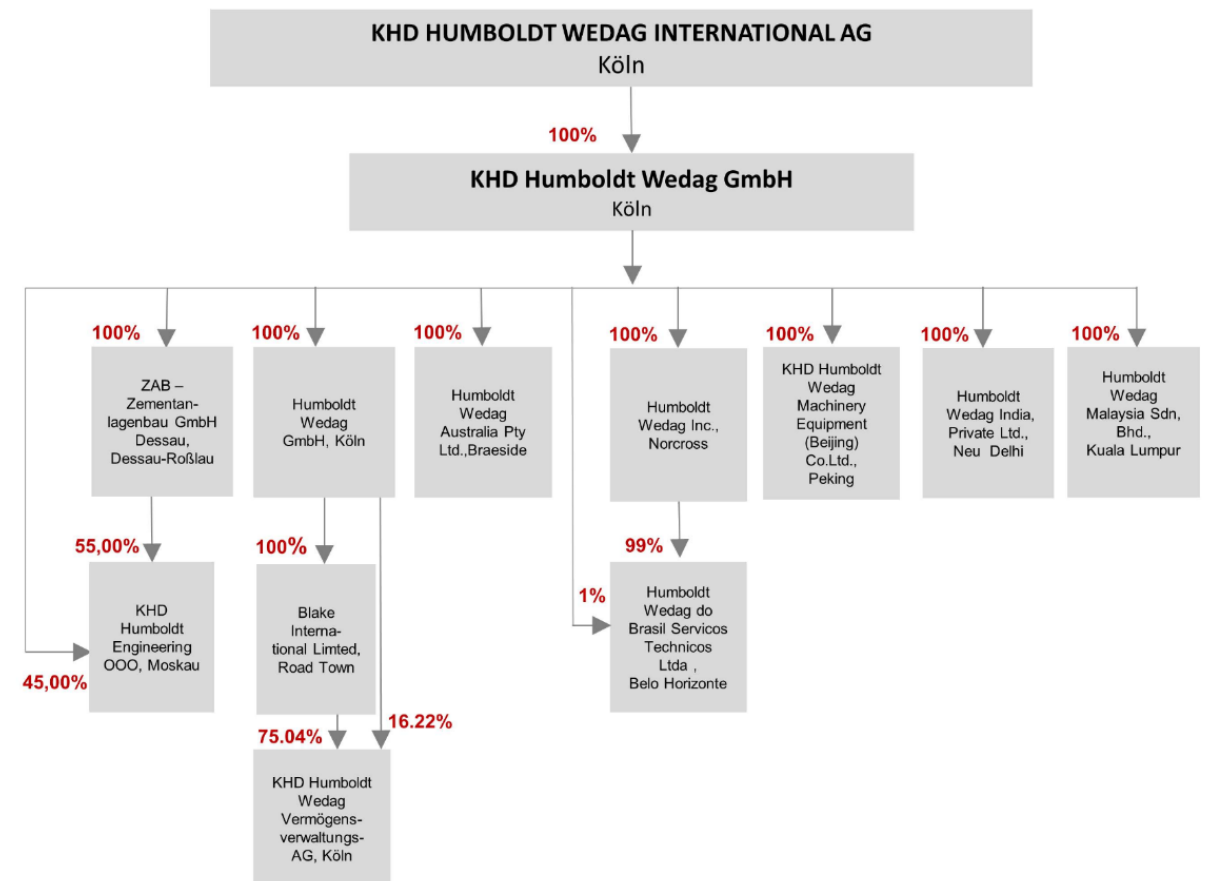 KHD HUMBOLDT WEDAG INTERNATIONAL AG
Köln
100%
KHD Humboldt Wedag GmbH
Köln
100%
ZAB –
Zementan-
lagenbau GmbH
Dessau,
Dessau-Roßlau
100%
Humboldt
Wedag
GmbH, Köln
100%
Humboldt
Wedag
Australia Pty
Ltd.,Braeside
100%
Humboldt
Wedag Inc.,
Norcross
100%
KHD Humboldt
Wedag
Machinery
Equipment
(Beijing)
Co.Ltd.,
Peking
100%
Humboldt
Wedag India,
Private Ltd.,
Neu Delhi
100%
Humboldt
Wedag
Malaysia Sdn,
Bhd.,
Kuala Lumpur
55,00%
45,00%
KHD
Humboldt
Engineering
OOO, Moskau
100%
Blake
Interna-
tional Limted,
Road Town
99%
1%
Humboldt
Wedag do
Brasil Servicos
Technicos
Ltda ,
Belo Horizonte
75.04%
16.22%
KHD Humboldt
Wedag
Vermögens-
verwaltungs-
AG, Köln